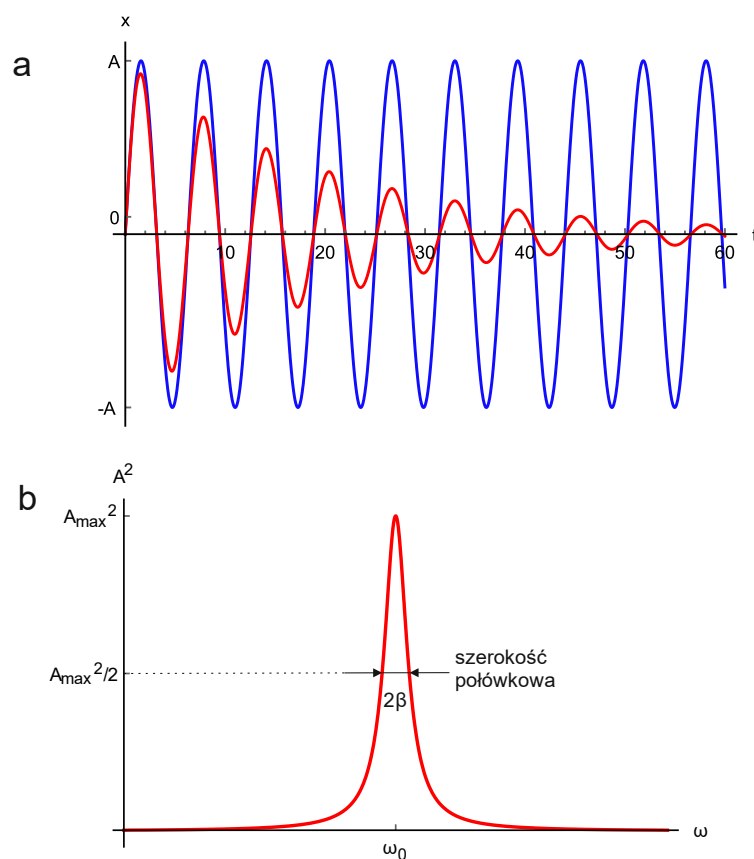 x
a
A
0
10 20 30 40 50 60 t
-A
A²
b
Amax²
Amax²/2
szerokość
połówkowa
2β
ω
ω₀